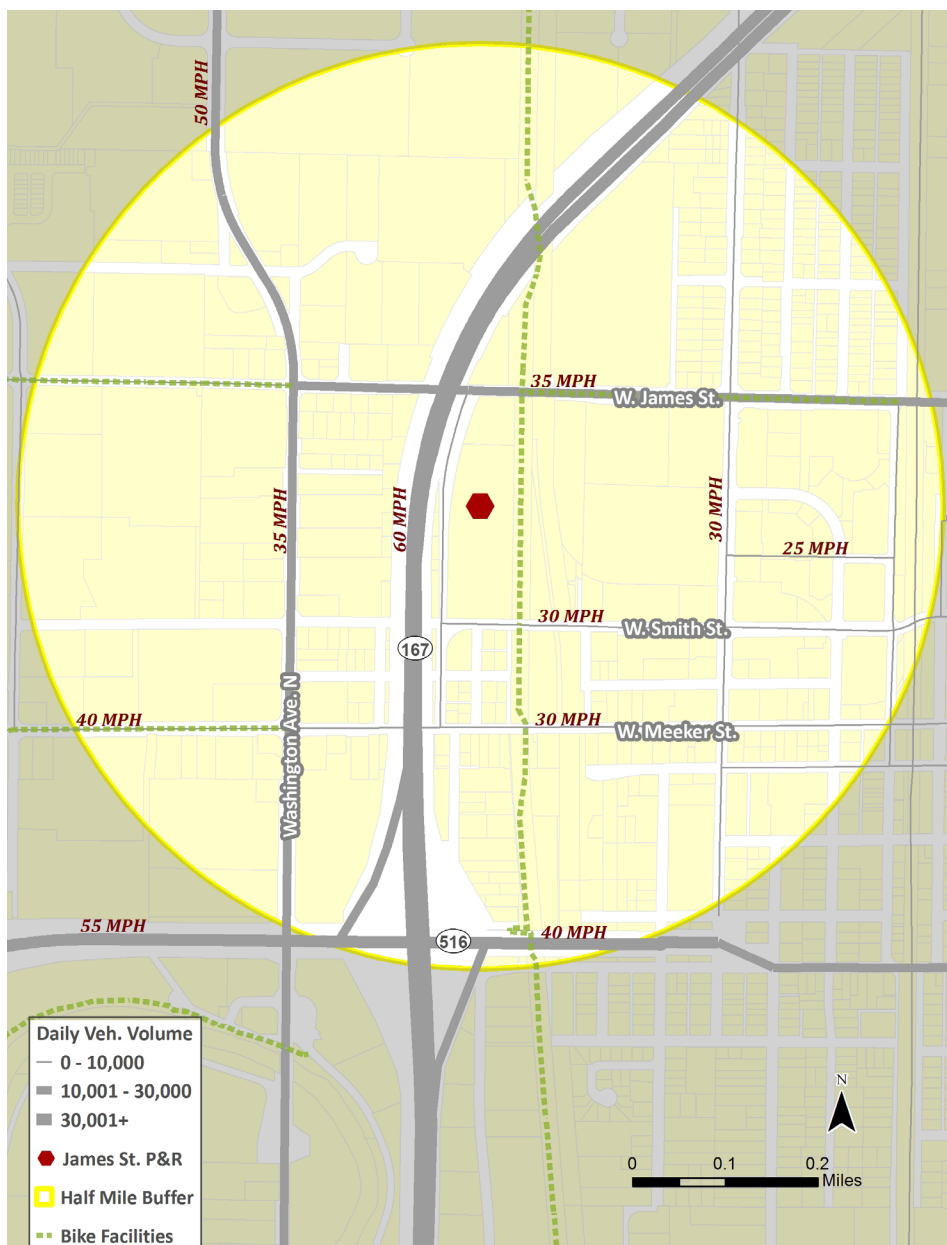 50 MPH
35 MPH
W. James St.
35 MPH
60 MPH
30 MPH
25 MPH
30 MPH
W. Smith St.
167
40 MPH
Washington Ave. N
30 MPH
W. Meeker St.
55 MPH
516
40 MPH
Daily Veh. Volume
0 - 10,000
10,001 - 30,000
30,001+
James St. P&R
Half Mile Buffer
Bike Facilities
N
0 0.1 0.2
Miles